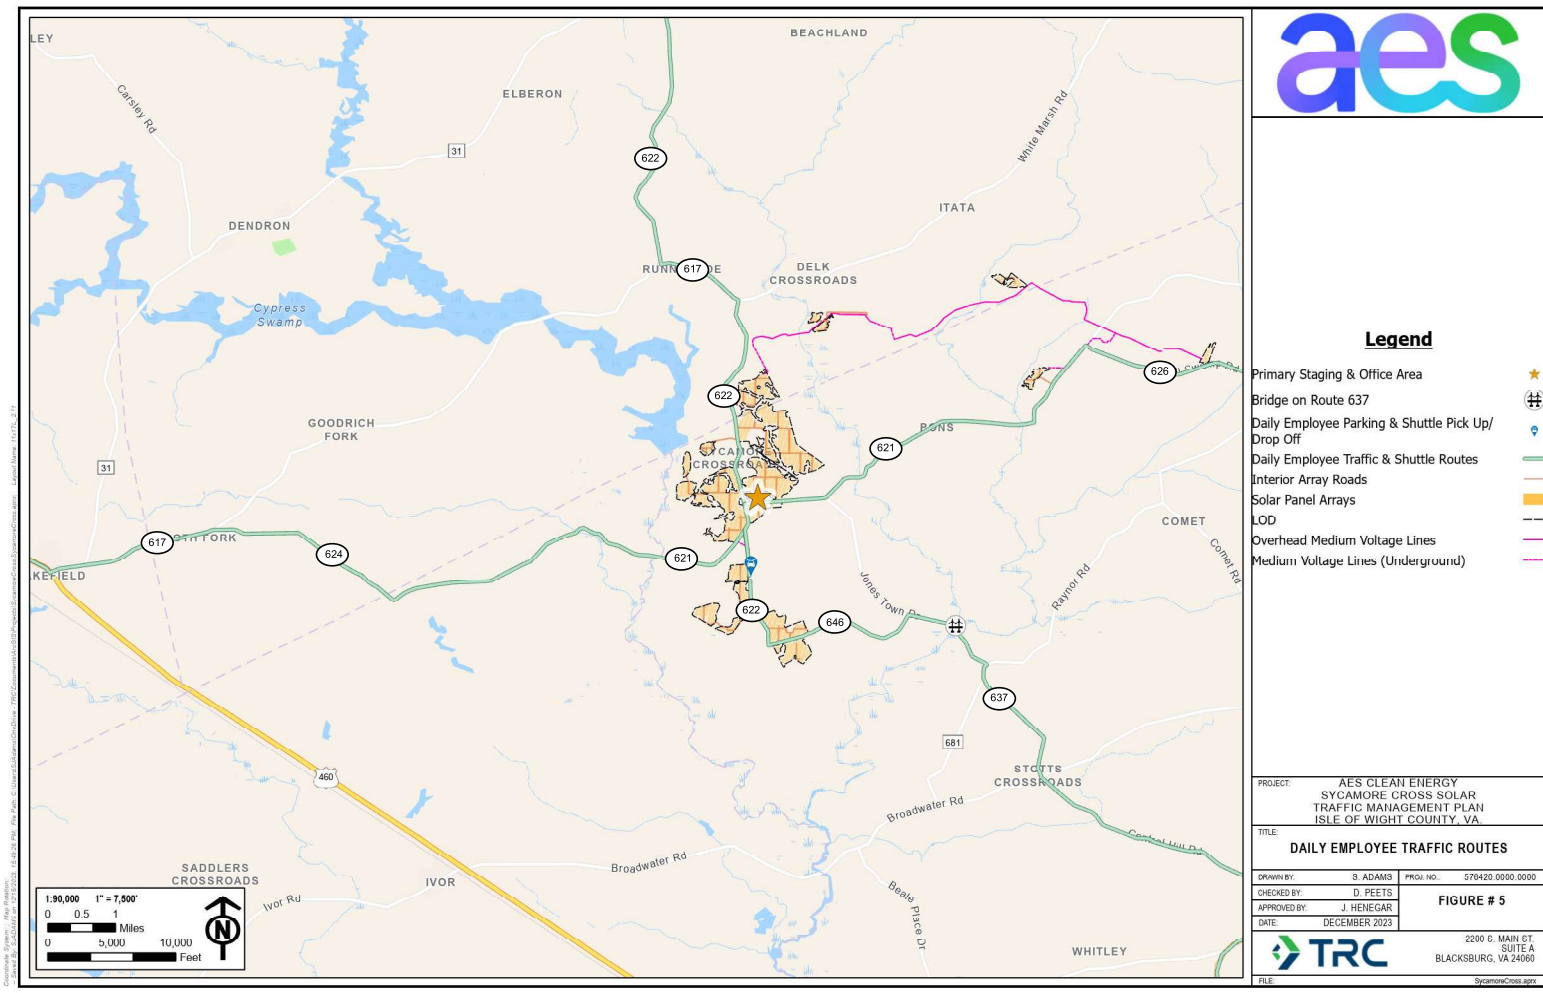 LEY
BEACHLAND
aes
Carsley Rd
ELBERON
White Marsh Rd
31
622
DENDRON
ITATA
617
DELK
CROSSROADS
Cypress
Swamp
Legend
Primary Staging & Office Area
Bridge on Route 637
Daily Employee Parking & Shuttle Pick Up/
Drop Off
Daily Employee Traffic & Shuttle Routes
Interior Array Roads
Solar Panel Arrays
LOD
Overhead Medium Voltage Lines
Medium Voltage Lines (Underground)
626
622
GOODRICH
FORK
621
31
617
624
621
COMET
Comet Rd
KEFIELD
Raynor Rd
622
646
637
681
STOTTS
CROSSROADS
460
Broadwater Rd
Broadwater Rd
SADDLERS
CROSSROADS
IVOR
Ivor Rd
Beale Place Dr
WHITLEY
1:90,000 1" = 7,500'
0 0.5 1
Miles
0 5,000 10,000
Feet
N
PROJECT:
AES CLEAN ENERGY
SYCAMORE CROSS SOLAR
TRAFFIC MANAGEMENT PLAN
ISLE OF WIGHT COUNTY, VA.
TITLE:
DAILY EMPLOYEE TRAFFIC ROUTES
DRAWN BY: S. ADAMS PROJ. NO.: 576420.0000.0000
CHECKED BY: D. PEETS
APPROVED BY: J. HENEGAR
FIGURE # 5
DATE: DECEMBER 2023
TRC
2200 S. MAIN ST.
SUITE A
BLACKSBURG, VA 24060
FILE: SycamoreCross.aprx